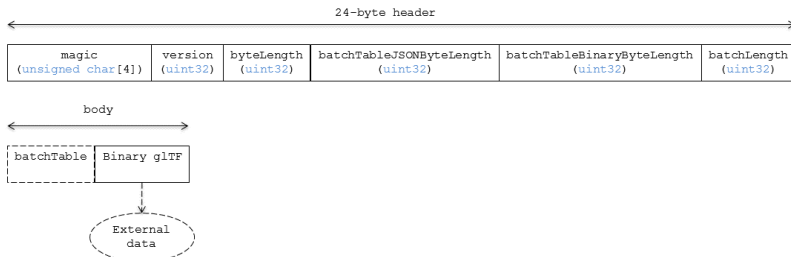 24-byte header
magic version byteLength batchTableJSONByteLength batchTableBinaryByteLength batchLength
(unsigned char[4]) (uint32) (uint32) (uint32) (uint32) (uint32)
body
batchTable Binary glTF
External
data